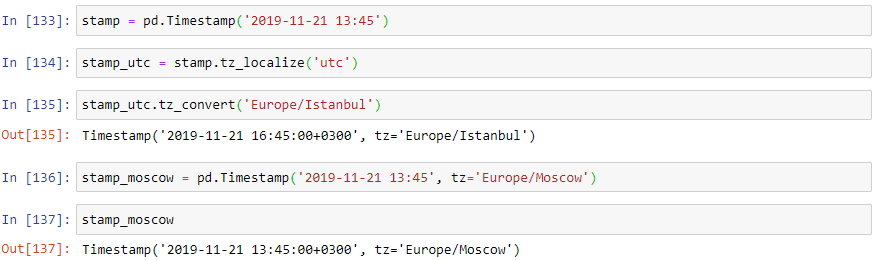 In [133]: stamp = pd.Timestamp('2019-11-21 13:45')
In [134]: stamp_utc = stamp.tz_localize('utc')
In [135]: stamp_utc.tz_convert('Europe/Istanbul')
Out[135]: Timestamp('2019-11-21 16:45:00+0300', tz='Europe/Istanbul')
In [136]: stamp_moscow = pd.Timestamp('2019-11-21 13:45', tz='Europe/Moscow')
In [137]: stamp_moscow
Out[137]: Timestamp('2019-11-21 13:45:00+0300', tz='Europe/Moscow')